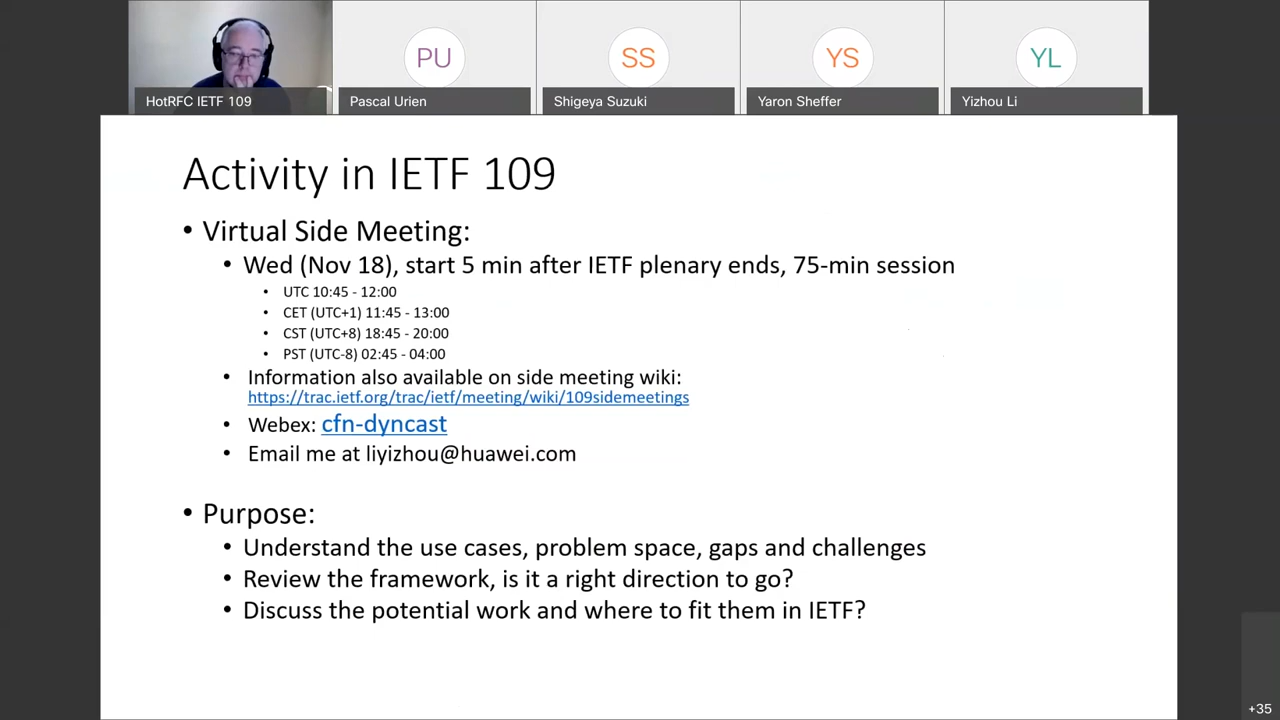 PU
SS
YS
YL
HotRFC IETF 109
Pascal Urien
Shigeya Suzuki
Yaron Sheffer
Yizhou Li
Activity in IETF 109
• Virtual Side Meeting:
• Wed (Nov 18), start 5 min after IETF plenary ends, 75-min session
• UTC 10:45 - 12:00
• CET (UTC+1) 11:45 - 13:00
• CST (UTC+8) 18:45 - 20:00
• PST (UTC-8) 02:45 - 04:00
• Information also available on side meeting wiki:
https://trac.ietf.org/trac/ietf/meeting/wiki/109sidemeetings
• Webex: cfn-dyncast
• Email me at liyizhou@huawei.com
• Purpose:
• Understand the use cases, problem space, gaps and challenges
• Review the framework, is it a right direction to go?
• Discuss the potential work and where to fit them in IETF?
+35